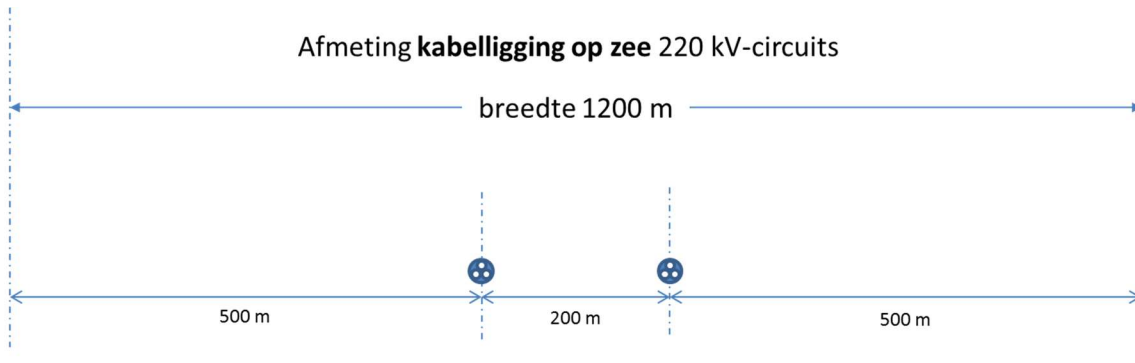 Afmeting kabelligging op zee 220 kV-circuits
breedte 1200 m
500 m
200 m
500 m